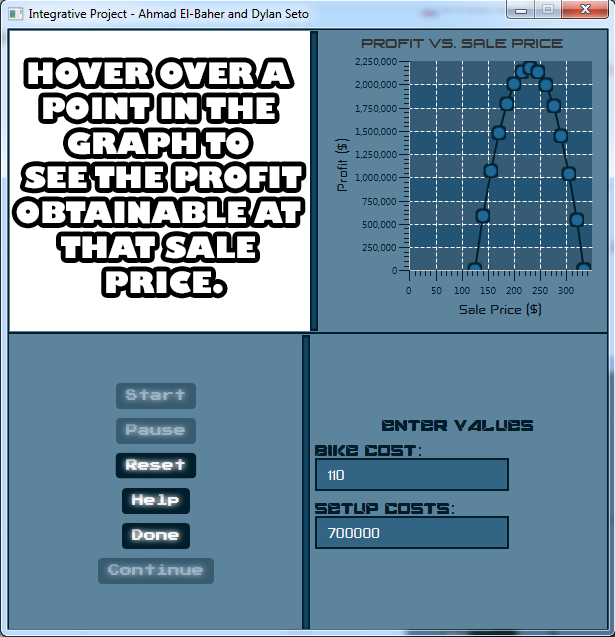 Integrative Project - Ahmad El-Baher and Dylan Seto
HOVER OVER A
POINT IN THE
GRAPH TO
SEE THE PROFIT
OBTAINABLE AT
THAT SALE
PRICE.
PROFIT VS. SALE PRICE
Profit ($)
2,250,000
2,000,000
1,750,000
1,500,000
1,250,000
1,000,000
750,000
500,000
250,000
0
0 50 100 150 200 250 300
Sale Price ($)
Start
Pause
Reset
Help
Done
Continue
ENTER VALUES
BIKE COST:
110
SETUP COSTS:
700000